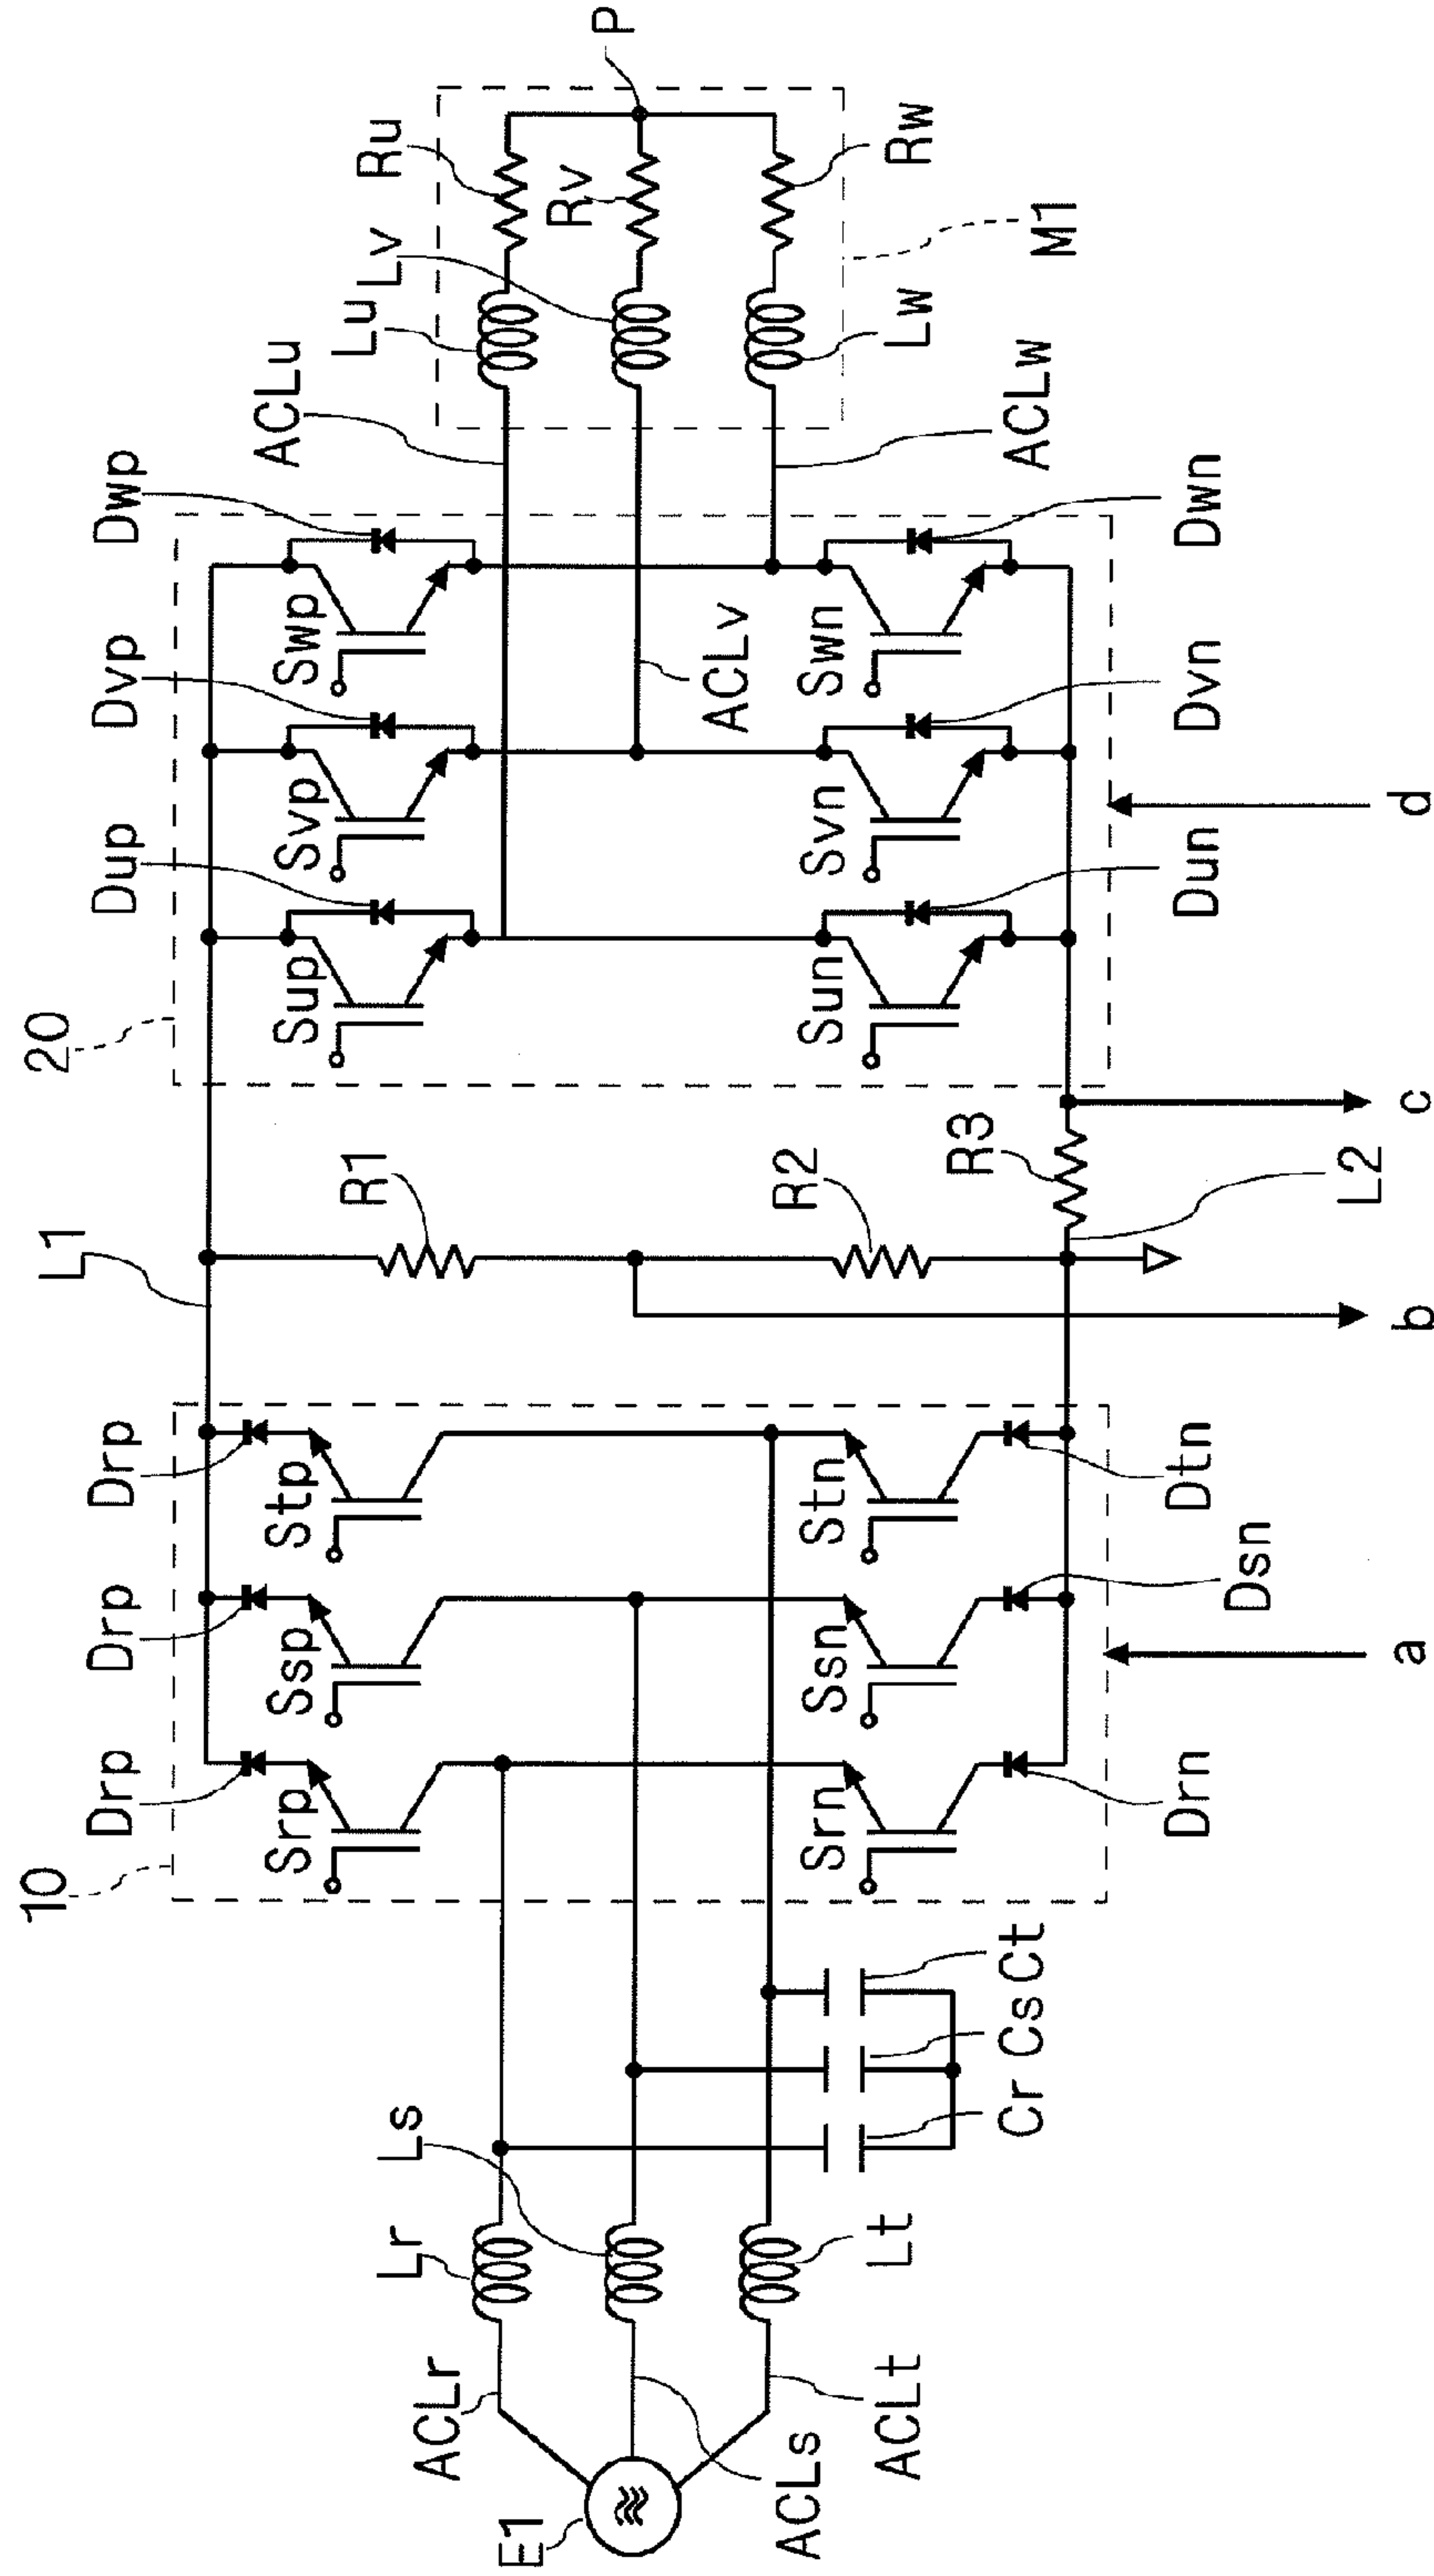 10
Drp
Drp
Drp
L1
20
Dup
Dvp
Dwp
ACLu
Lu
Lv
Ru
P
Srp
Ssp
Stp
R1
Sup
Svp
Swp
Rv
ACLr
Lr
Ls
E1
ACLv
ACLs
ACLt
Lt
Cr
Cs
Ct
Srn
Ssn
Stn
R2
Sun
Svn
Swn
Lw
Rw
R3
ACLw
M1
Drn
Dsn
Dtn
L2
Dun
Dvn
Dwn
a
b
c
d